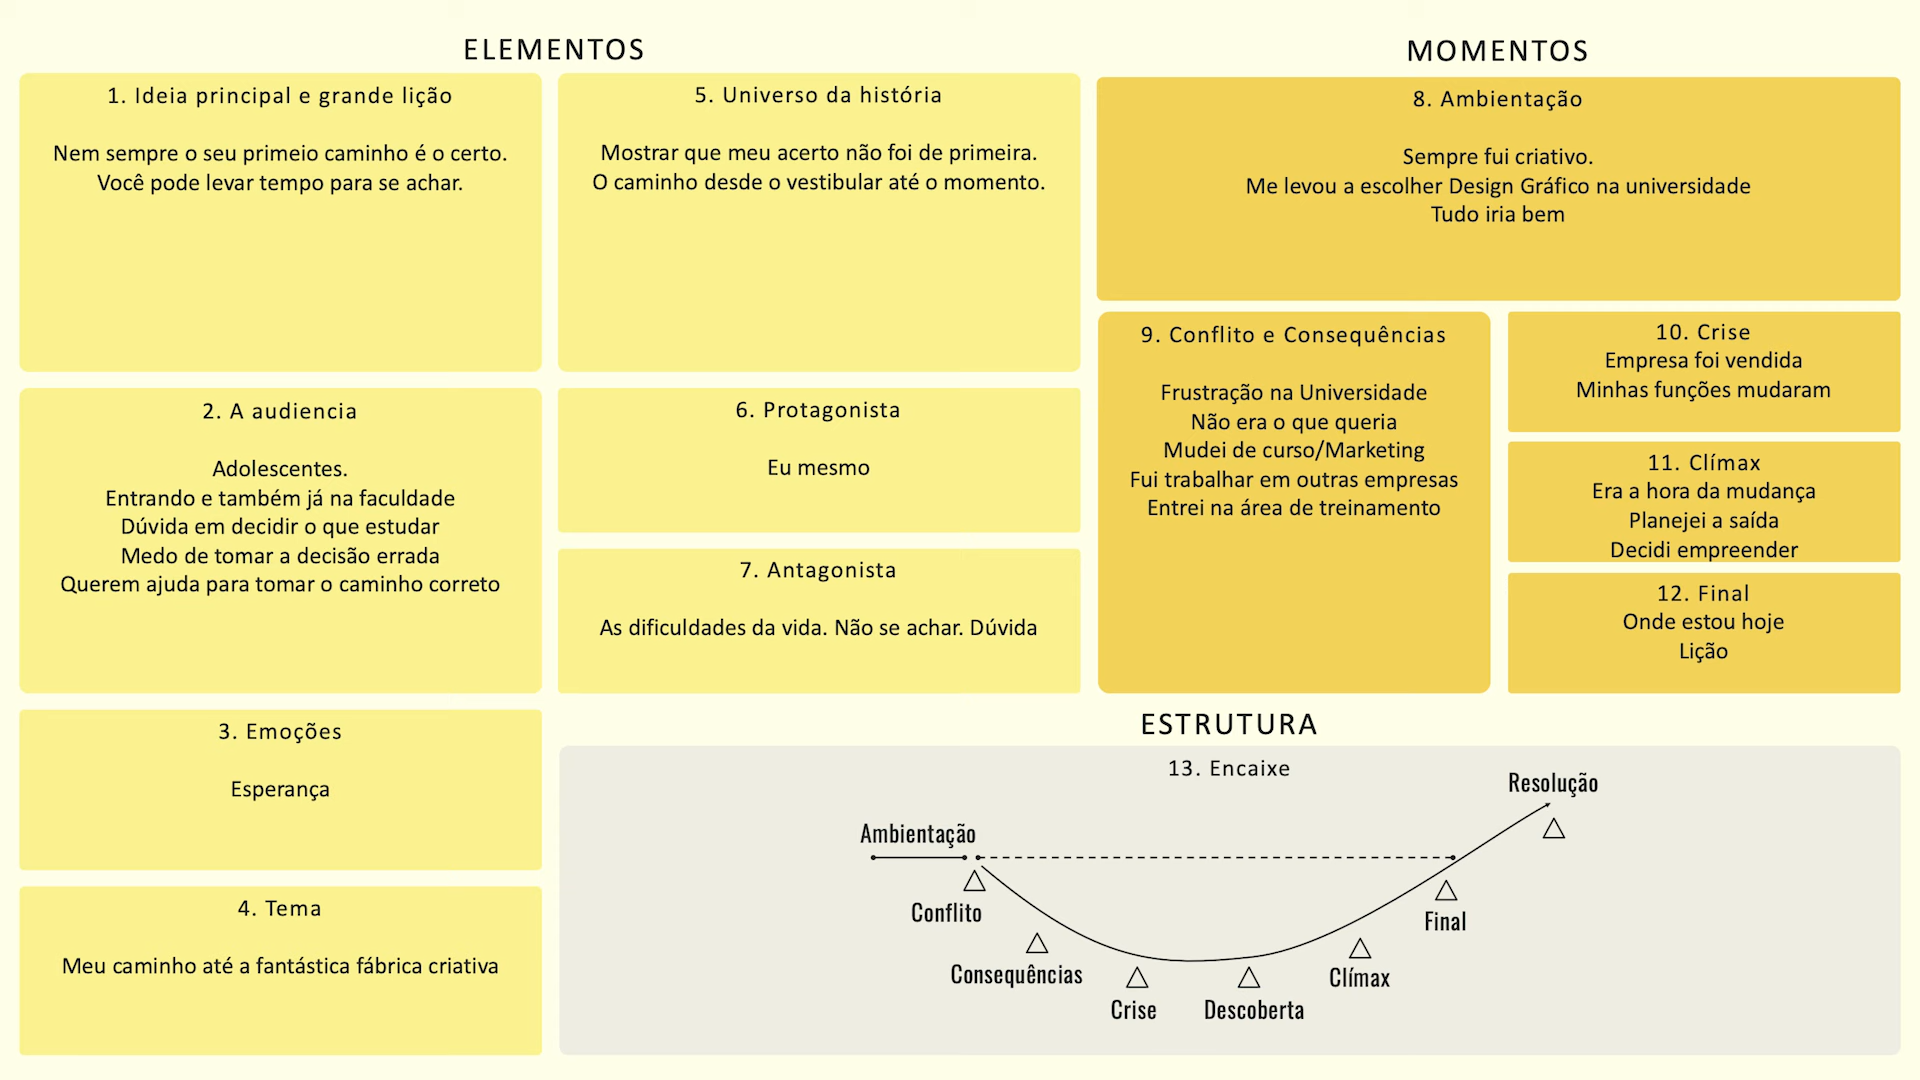 ELEMENTOS
1. Ideia principal e grande lição
Nem sempre o seu primeio caminho é o certo.
Você pode levar tempo para se achar.
2. A audiencia
Adolescentes.
Entrando e também já na faculdade
Dúvida em decidir o que estudar
Medo de tomar a decisão errada
Querem ajuda para tomar o caminho correto
3. Emoções
Esperança
4. Tema
Meu caminho até a fantástica fábrica criativa
5. Universo da história
Mostrar que meu acerto não foi de primeira.
O caminho desde o vestibular até o momento.
6. Protagonista
Eu mesmo
7. Antagonista
As dificuldades da vida. Não se achar. Dúvida
MOMENTOS
8. Ambientação
Sempre fui criativo.
Me levou a escolher Design Gráfico na universidade
Tudo iria bem
9. Conflito e Consequências
Frustração na Universidade
Não era o que queria
Mudei de curso/Marketing
Fui trabalhar em outras empresas
Entrei na área de treinamento
10. Crise
Empresa foi vendida
Minhas funções mudaram
11. Clímax
Era a hora da mudança
Planejei a saída
Decidi empreender
12. Final
Onde estou hoje
Lição
ESTRUTURA
13. Encaixe
Ambientação
Conflito
Consequências
Crise
Descoberta
Clímax
Final
Resolução